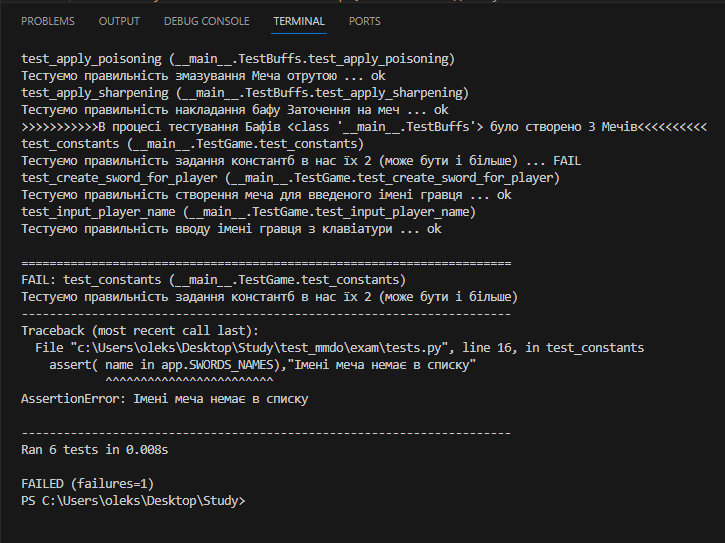 PROBLEMS OUTPUT DEBUG CONSOLE TERMINAL PORTS
test_apply_poisoning (__main__.TestBuffs.test_apply_poisoning)
Тестуємо правильність змазування Меча отрутою ... ok
test_apply_sharpening (__main__.TestBuffs.test_apply_sharpening)
Тестуємо правильність накладання бафу Заточення на меч ... ok
>>>>>>>>>>>В процесі тестування Бафів <class '__main__.TestBuffs'> було створено 3 Мечів<<<<<<<<<<
test_constants (__main__.TestGame.test_constants)
Тестуємо правильність задання константб в нас їх 2 (може бути і більше) ... FAIL
test_create_sword_for_player (__main__.TestGame.test_create_sword_for_player)
Тестуємо правильність створення меча для введеного імені гравця ... ok
test_input_player_name (__main__.TestGame.test_input_player_name)
Тестуємо правильність вводу імені гравця з клавіатури ... ok
======================================================================
FAIL: test_constants (__main__.TestGame.test_constants)
Тестуємо правильність задання константб в нас їх 2 (може бути і більше)
----------------------------------------------------------------------
Traceback (most recent call last):
File "c:\Users\oleks\Desktop\Study\test_mmdo\exam\tests.py", line 16, in test_constants
assert( name in app.SWORDS_NAMES),"Імені меча немає в списку"
^^^^^^^^^^^^^^^^^^^^^^^^
AssertionError: Імені меча немає в списку
----------------------------------------------------------------------
Ran 6 tests in 0.008s
FAILED (failures=1)
PS C:\Users\oleks\Desktop\Study>